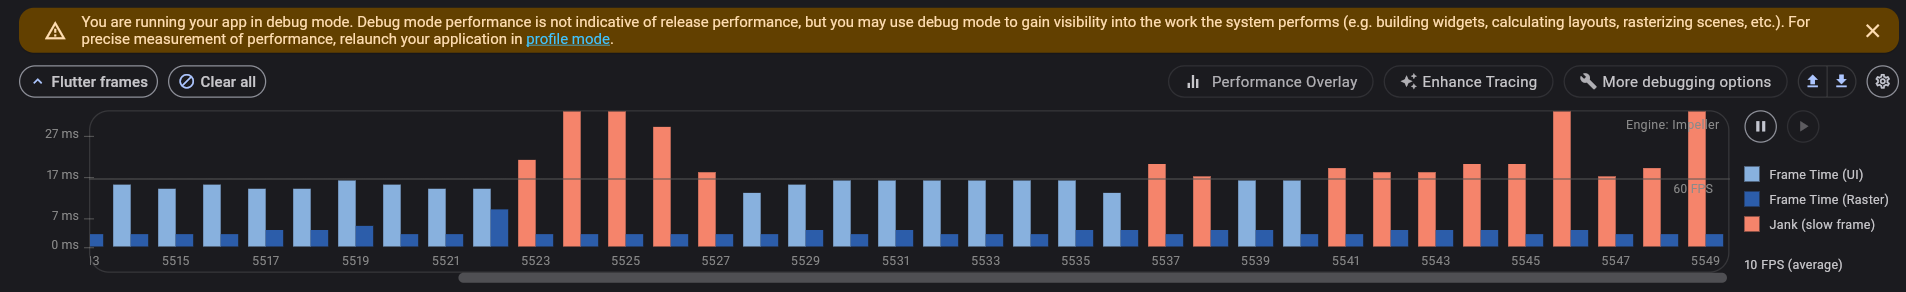 You are running your app in debug mode. Debug mode performance is not indicative of release performance, but you may use debug mode to gain visibility into the work the system performs (e.g. building widgets, calculating layouts, rasterizing scenes, etc.). For
precise measurement of performance, relaunch your application in profile mode.
Flutter frames
Clear all
Performance Overlay
Enhance Tracing
More debugging options
Engine: Impeller
27 ms
17 ms
7 ms
0 ms
60 FPS
Frame Time (UI)
Frame Time (Raster)
Jank (slow frame)
10 FPS (average)
3 5515 5517 5519 5521 5523 5525 5527 5529 5531 5533 5535 5537 5539 5541 5543 5545 5547 5549